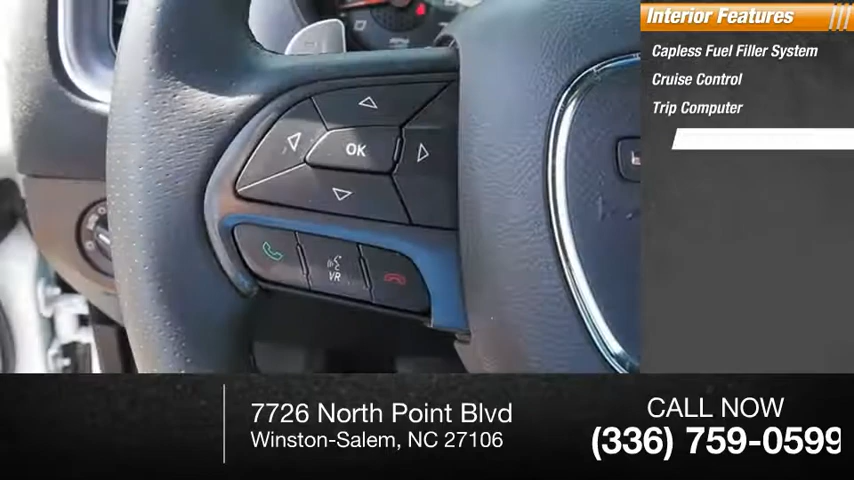 Interior Features
Capless Fuel Filler System
Cruise Control
Trip Computer
OK
VR
7726 North Point Blvd
Winston-Salem, NC 27106
CALL NOW
(336) 759-0599